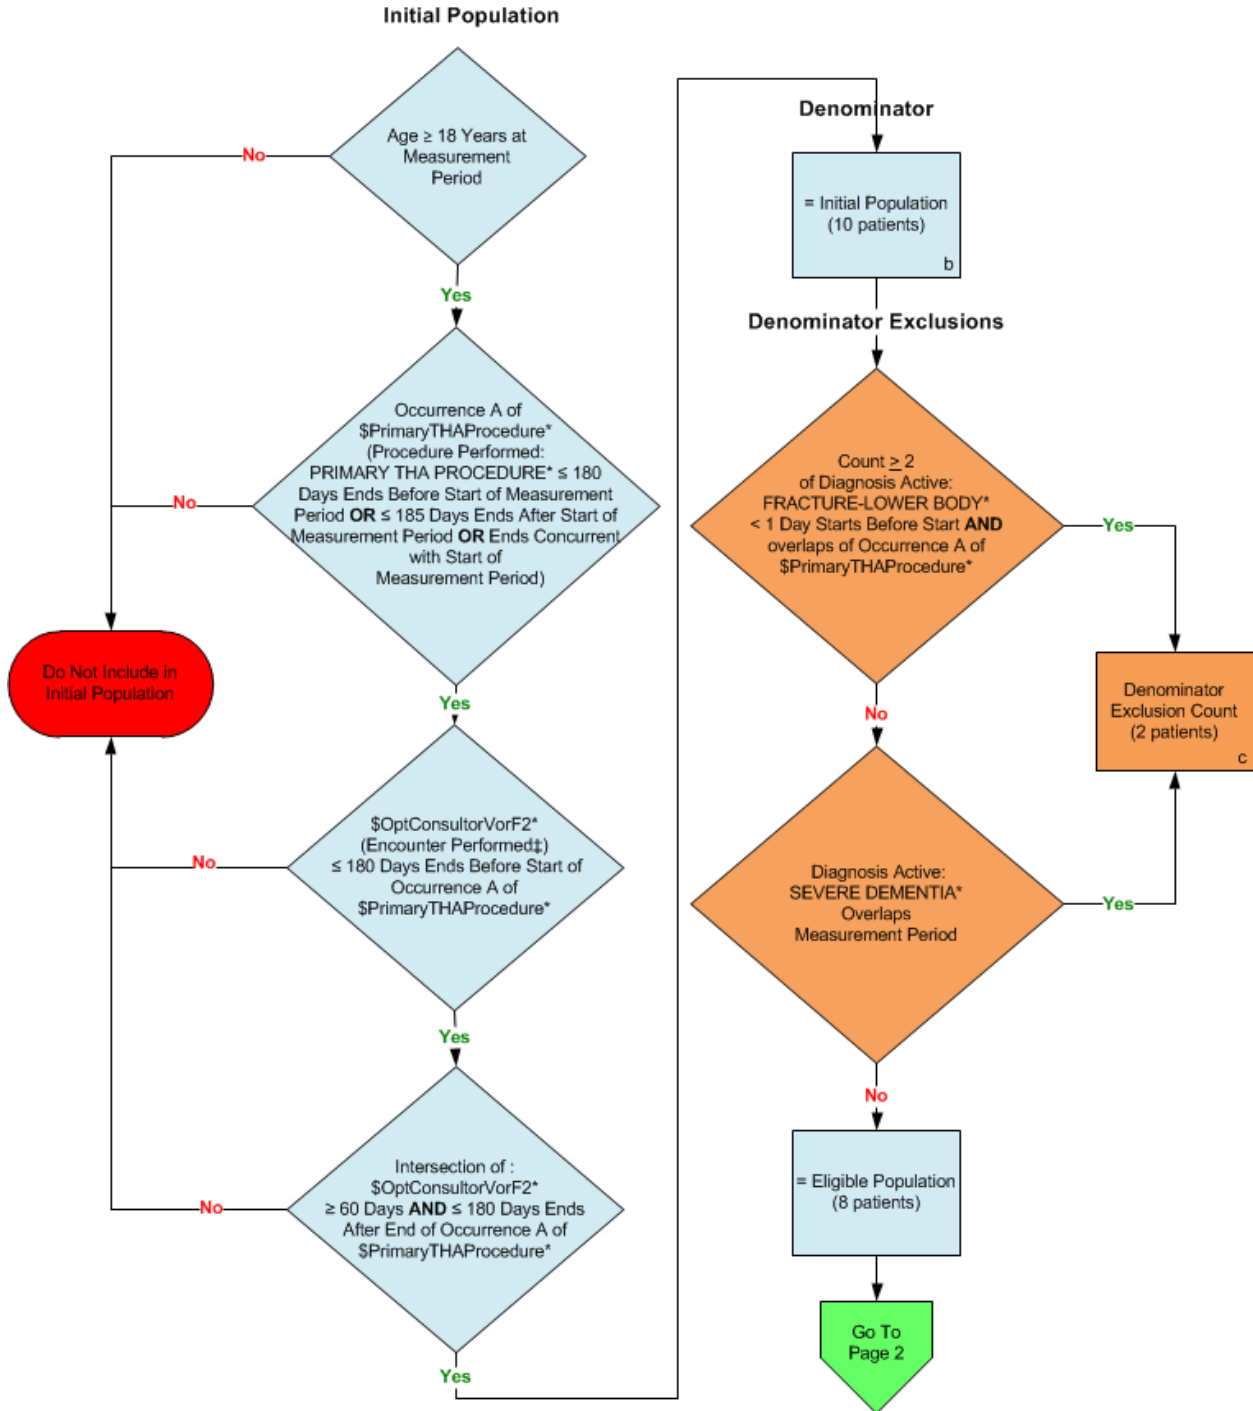 Initial Population
Age ≥ 18 Years at
Measurement
Period
No
Yes
Occurrence A of
$PrimaryTHAProcedure*
(Procedure Performed:
PRIMARY THA PROCEDURE* ≤ 180
Days Ends Before Start of Measurement
Period OR ≤ 185 Days Ends After Start of
Measurement Period OR Ends Concurrent
with Start of
Measurement Period)
No
Yes
Do Not Include in
Initial Population
$OptConsultorVorF2*
(Encounter Performed‡)
≤ 180 Days Ends Before Start of
Occurrence A of
$PrimaryTHAProcedure*
No
Yes
Intersection of :
$OptConsultorVorF2*
≥ 60 Days AND ≤ 180 Days Ends
After End of Occurrence A of
$PrimaryTHAProcedure*
No
Yes
Denominator
= Initial Population
(10 patients)
b
Denominator Exclusions
Count ≥ 2
of Diagnosis Active:
FRACTURE-LOWER BODY*
< 1 Day Starts Before Start AND
overlaps of Occurrence A of
$PrimaryTHAProcedure*
Yes
No
Denominator
Exclusion Count
(2 patients)
c
Diagnosis Active:
SEVERE DEMENTIA*
Overlaps
Measurement Period
Yes
No
= Eligible Population
(8 patients)
Go To
Page 2